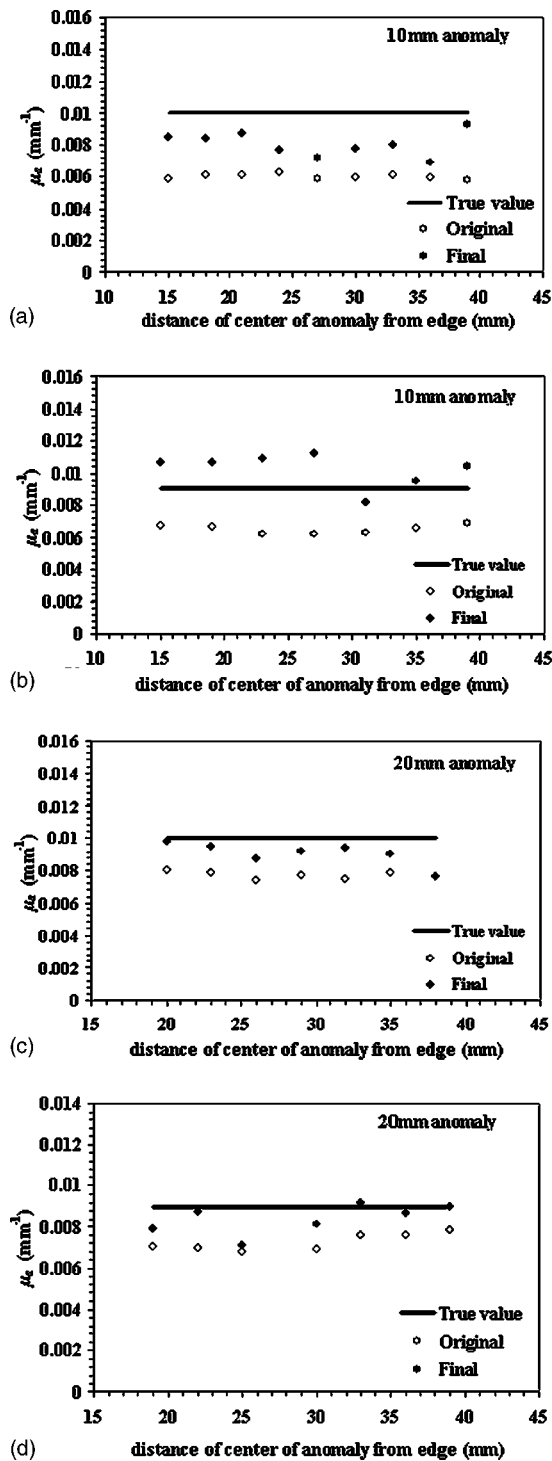 0.016
10mm anomaly
0.014
0.012
0.01
0.008
0.006
0.004
0.002
0
μa (mm-1)
True value
Original
Final
10 15 20 25 30 35 40 45
(a)
distance of center of anomaly from edge (mm)
0.016
10mm anomaly
0.014
0.012
0.01
0.008
0.006
0.004
0.002
0
μa (mm-1)
True value
Original
Final
10 15 20 25 30 35 40 45
(b)
distance of center of anomaly from edge (mm)
0.016
20mm anomaly
0.014
0.012
0.01
0.008
0.006
0.004
0.002
0
μa (mm-1)
True value
Original
Final
15 20 25 30 35 40 45
(c)
distance of center of anomaly from edge (mm)
0.014
20mm anomaly
0.012
0.01
0.008
0.006
0.004
0.002
0
μa (mm-1)
True value
Original
Final
15 20 25 30 35 40 45
(d)
distance of center of anomaly from edge (mm)